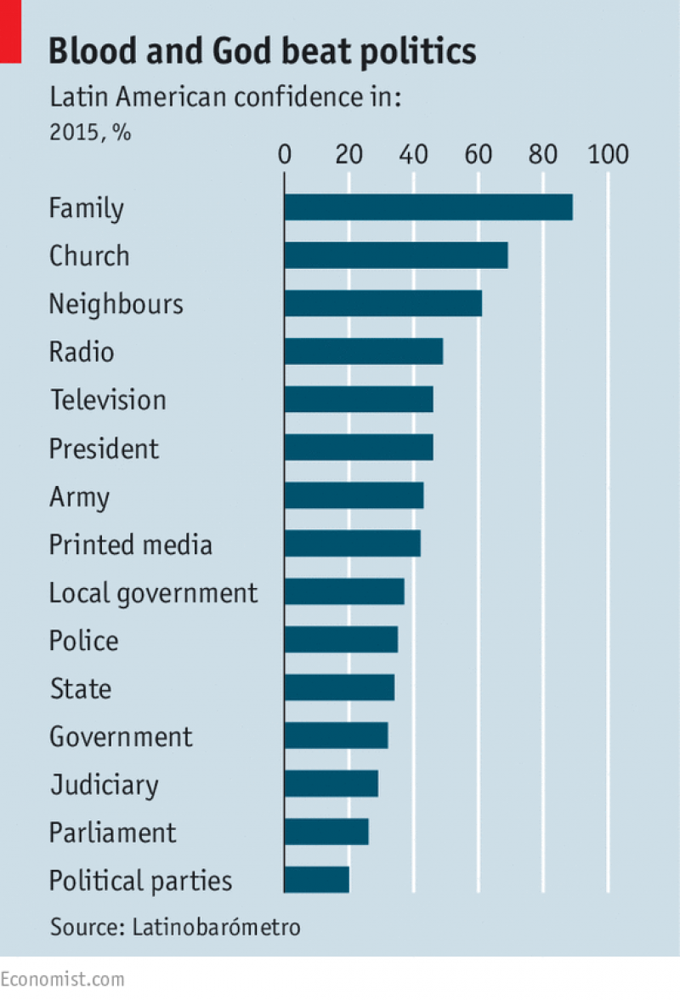 Blood and God beat politics
Latin American confidence in:
2015, %
0 20 40 60 80 100
Family
Church
Neighbours
Radio
Television
President
Army
Printed media
Local government
Police
State
Government
Judiciary
Parliament
Political parties
Source: Latinobarómetro
Economist.com